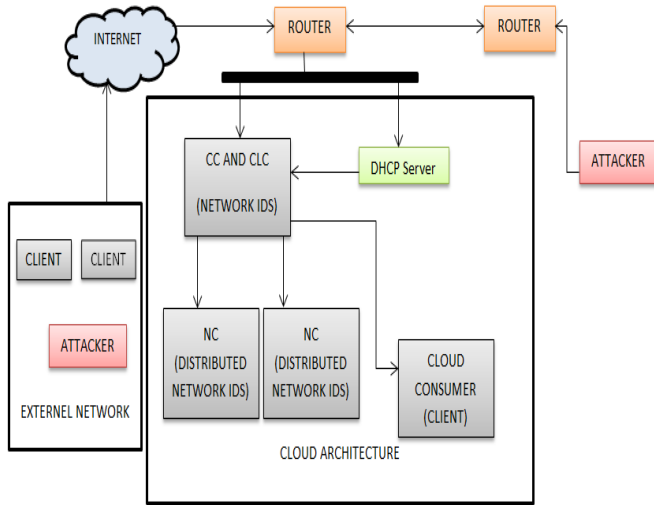 INTERNET
ROUTER
ROUTER
CC AND CLC
(NETWORK IDS)
DHCP Server
ATTACKER
CLIENT
CLIENT
ATTACKER
EXTERNEL NETWORK
NC
(DISTRIBUTED
NETWORK IDS)
NC
(DISTRIBUTED
NETWORK IDS)
CLOUD
CONSUMER
(CLIENT)
CLOUD ARCHITECTURE